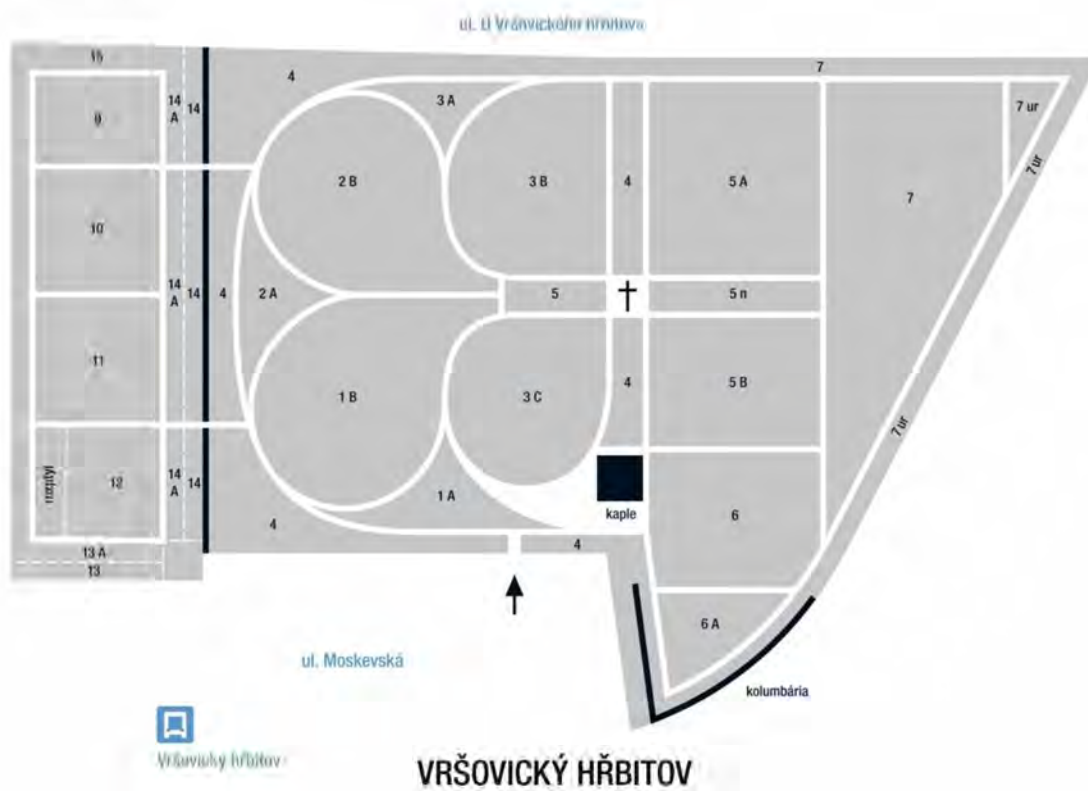 ul. U Vršovického hřbitova
15
7
4
3 A
7 ur
14
A
14
9
7 ur
2 B
3 B
4
5 A
7
10
14
A
14
4
2 A
5
5 n
11
1 B
3 C
4
5 B
7 ur
rozptyl
12
14
A
14
1 A
6
kaple
4
4
13 A
13
6 A
ul. Moskevská
kolumbária
Vršovický hřbitov
VRŠOVICKÝ HŘBITOV